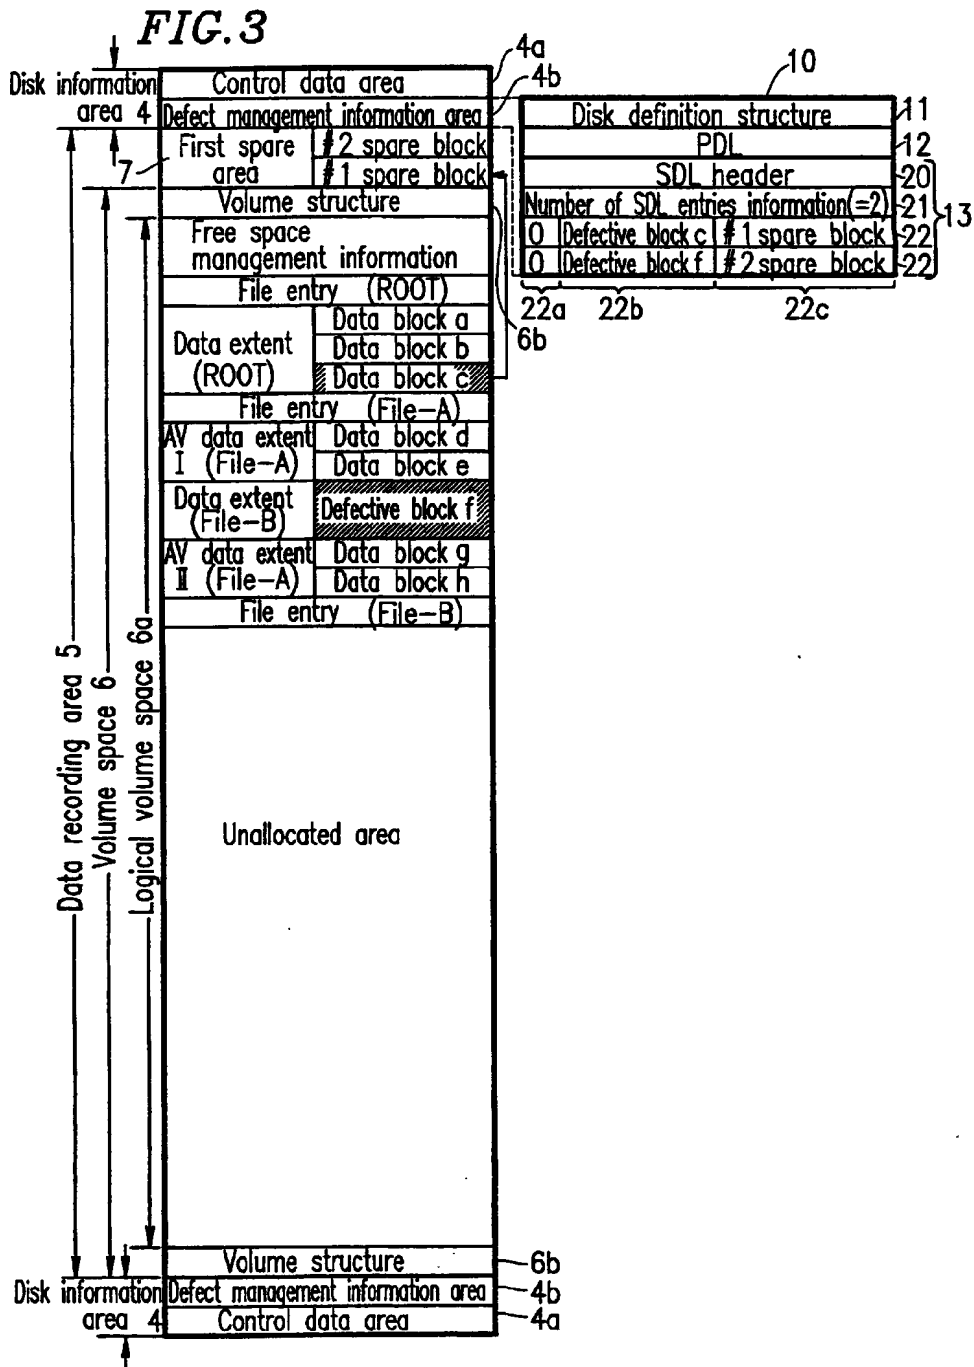 FIG.3
Disk information
area 4
Control data area
4a
Defect management information area
4b
First spare
area
7
#2 spare block
#1 spare block
Volume structure
Free space
management information
File entry (ROOT)
6b
Data extent
(ROOT)
Data block a
Data block b
Data block c
File entry (File-A)
AV data extent
I (File-A)
Data block d
Data block e
Data extent
(File-B)
Defective block f
AV data extent
II (File-A)
Data block g
Data block h
File entry (File-B)
Unallocated area
Data recording area 5
Volume space 6
Logical volume space 6a
Volume structure
6b
Disk information
area 4
Defect management information area
4b
Control data area
4a
10
Disk definition structure
11
PDL
12
SDL header
20
Number of SDL entries information(=2)
21
13
0 Defective block c #1 spare block
22
0 Defective block f #2 spare block
22
22a 22b 22c